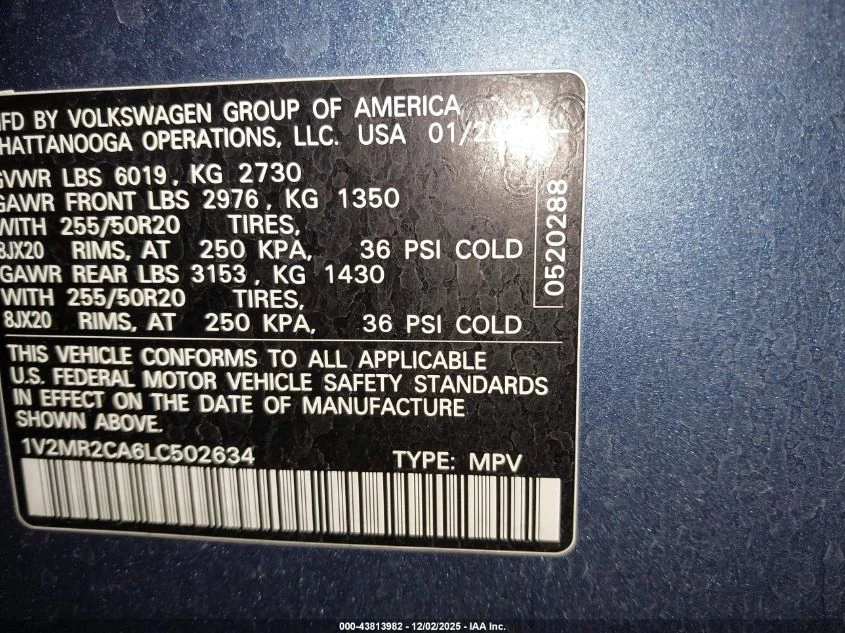 MFD BY VOLKSWAGEN GROUP OF AMERICA
CHATTANOOGA OPERATIONS, LLC. USA 01/20
GVWR LBS 6019, KG 2730
GAWR FRONT LBS 2976, KG 1350
WITH 255/50R20 TIRES,
8JX20 RIMS, AT 250 KPA, 36 PSI COLD
GAWR REAR LBS 3153, KG 1430
WITH 255/50R20 TIRES,
8JX20 RIMS, AT 250 KPA, 36 PSI COLD
0520288
THIS VEHICLE CONFORMS TO ALL APPLICABLE
U.S. FEDERAL MOTOR VEHICLE SAFETY STANDARDS
IN EFFECT ON THE DATE OF MANUFACTURE
SHOWN ABOVE.
1V2MR2CA6LC502634 TYPE: MPV
000-43813982 - 12/02/2025 - IAA Inc.